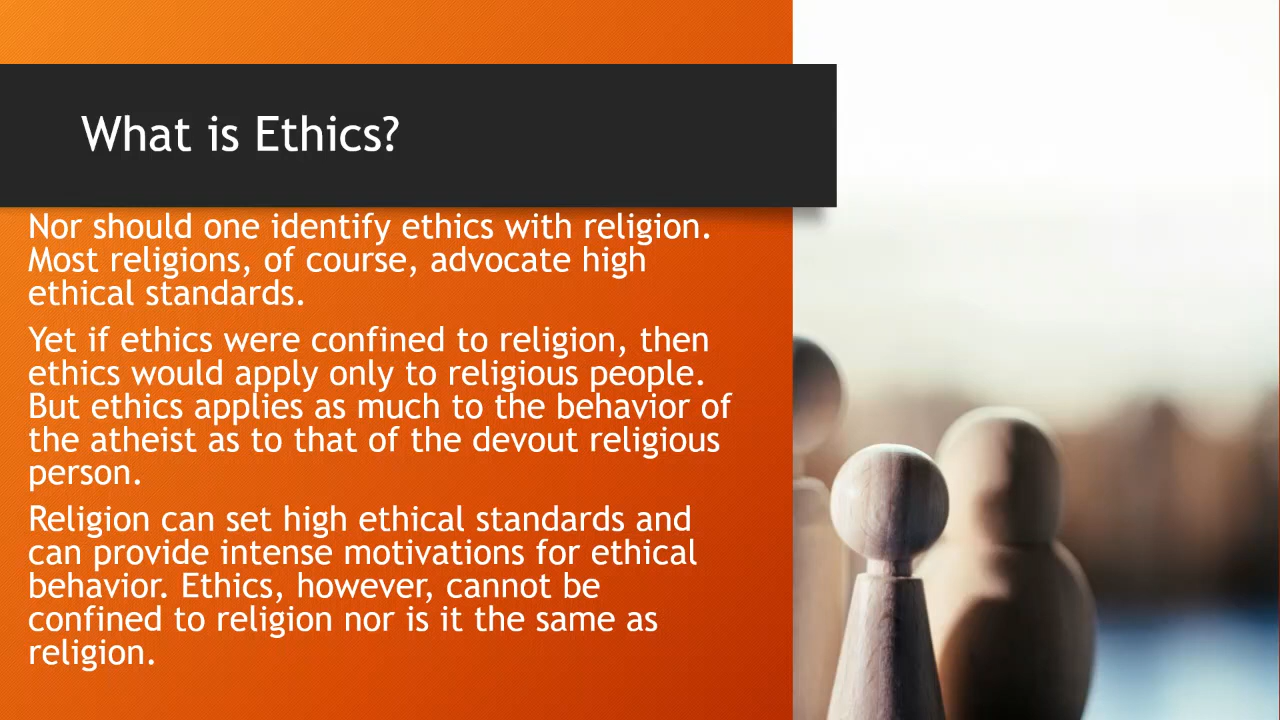 What is Ethics?
Nor should one identify ethics with religion.
Most religions, of course, advocate high
ethical standards.
Yet if ethics were confined to religion, then
ethics would apply only to religious people.
But ethics applies as much to the behavior of
the atheist as to that of the devout religious
person.
Religion can set high ethical standards and
can provide intense motivations for ethical
behavior. Ethics, however, cannot be
confined to religion nor is it the same as
religion.